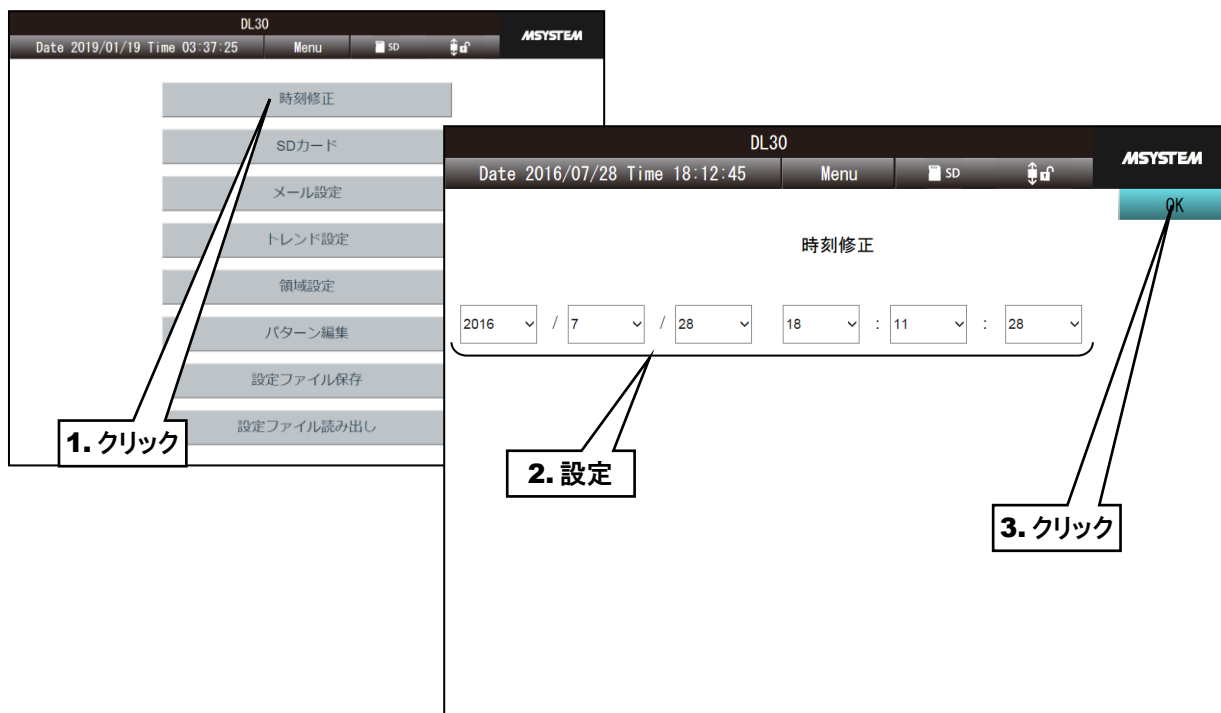 DL30
MSYSTEM
Date 2019/01/19 Time 03:37:25 Menu SD
時刻修正
SDカード
メール設定
トレンド設定
領域設定
パターン編集
設定ファイル保存
設定ファイル読み出し
1. クリック
DL30
MSYSTEM
Date 2016/07/28 Time 18:12:45 Menu SD
OK
時刻修正
2016 / 7 / 28 18 : 11 : 28
2. 設定
3. クリック